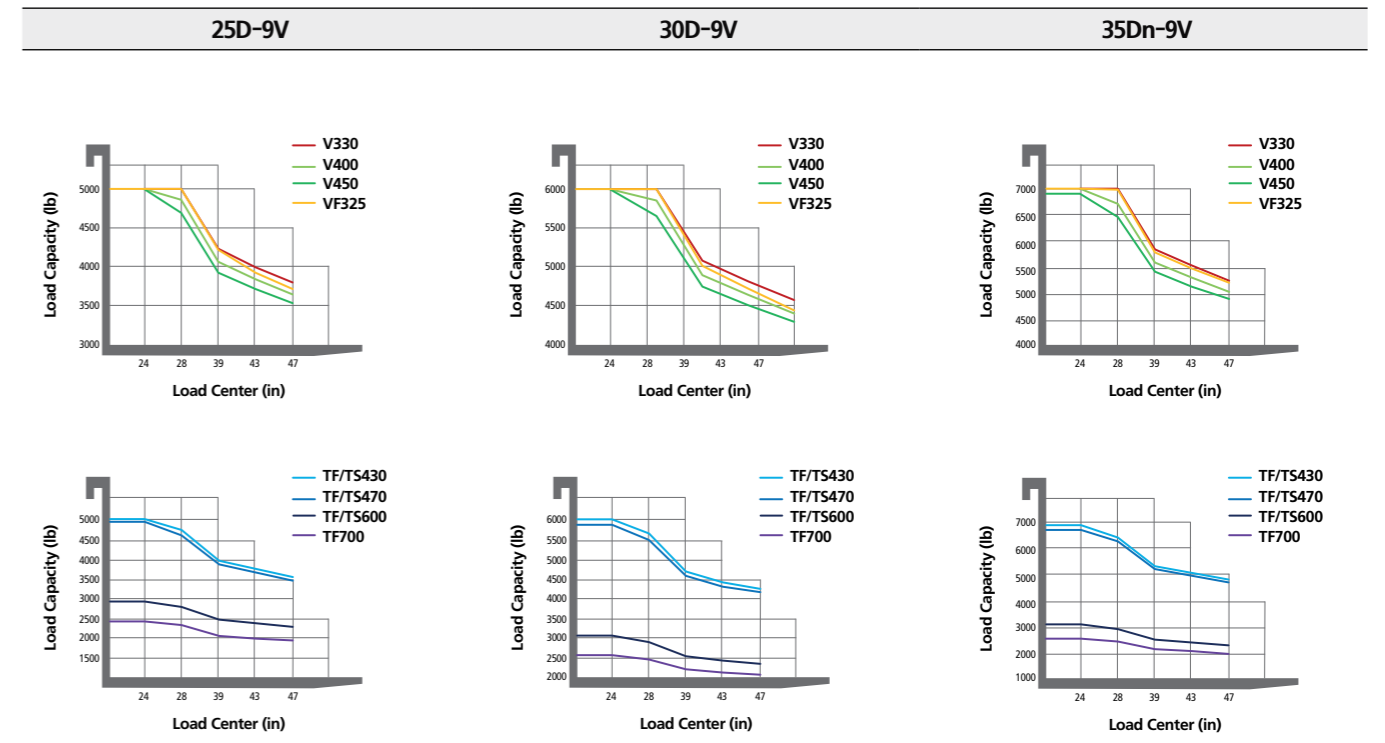 25D-9V 30D-9V 35Dn-9V
V330
V400
V450
VF325
Load Capacity (lb)
5000
4500
4000
3500
3000
24 28 39 43 47
Load Center (in)
V330
V400
V450
VF325
Load Capacity (lb)
6000
5500
5000
4500
4000
24 28 39 43 47
Load Center (in)
V330
V400
V450
VF325
Load Capacity (lb)
7000
6500
6000
5500
5000
4500
4000
24 28 39 43 47
Load Center (in)
TF/TS430
TF/TS470
TF/TS600
TF700
Load Capacity (lb)
5000
4500
4000
3500
3000
2500
2000
1500
24 28 39 43 47
Load Center (in)
TF/TS430
TF/TS470
TF/TS600
TF700
Load Capacity (lb)
6000
5500
5000
4500
4000
3500
3000
2500
2000
24 28 39 43 47
Load Center (in)
TF/TS430
TF/TS470
TF/TS600
TF700
Load Capacity (lb)
7000
6000
5000
4000
3000
2000
1000
24 28 39 43 47
Load Center (in)